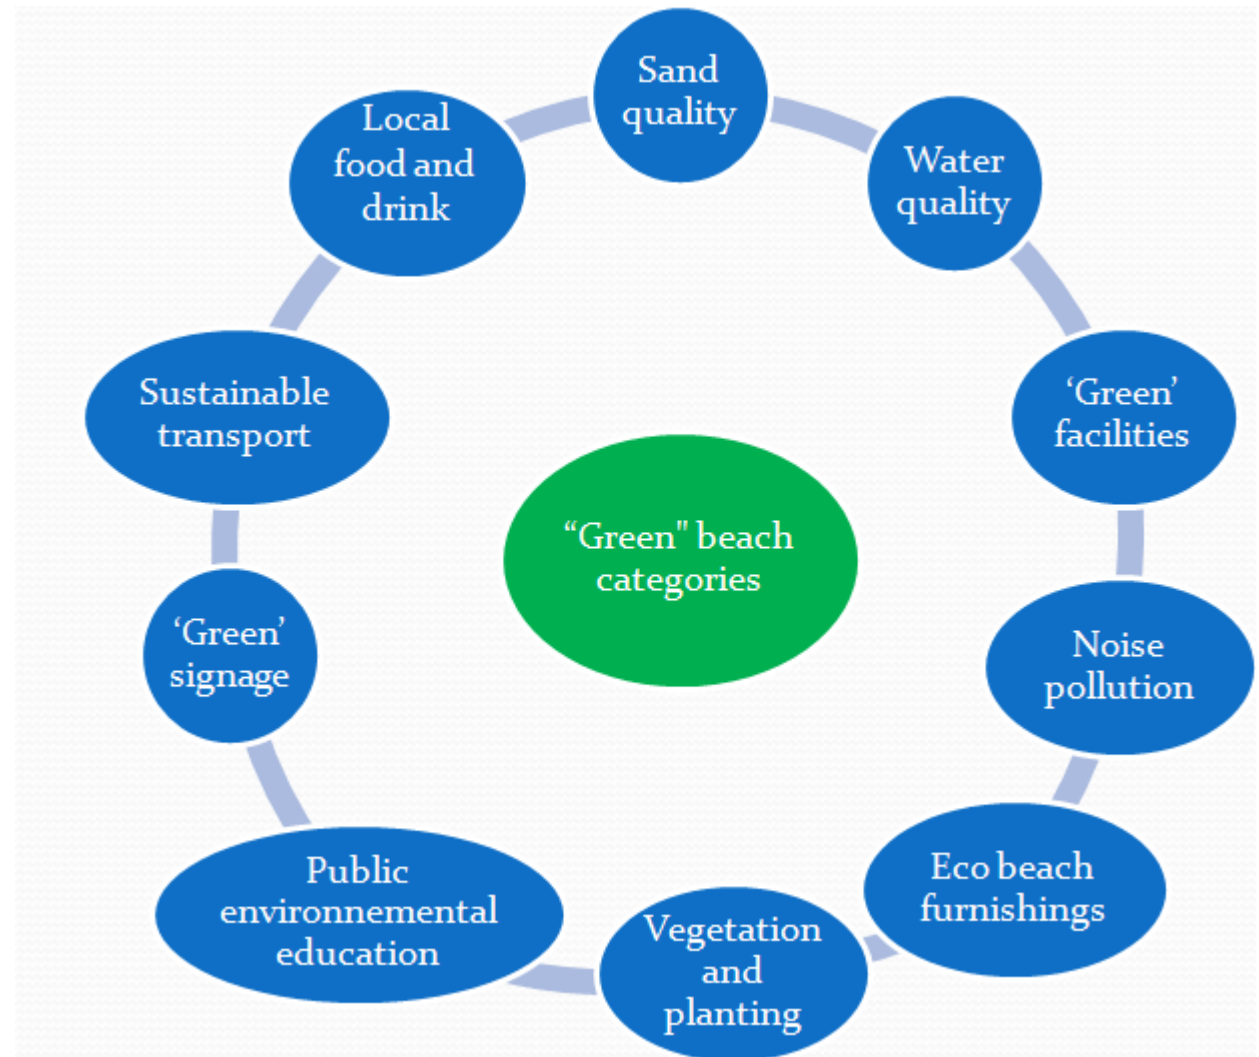 Sand
quality
Water
quality
‘Green’
facilities
Noise
pollution
Eco beach
furnishings
Vegetation
and
planting
Public
environnemental
education
‘Green’
signage
Sustainable
transport
Local
food and
drink
“Green" beach
categories